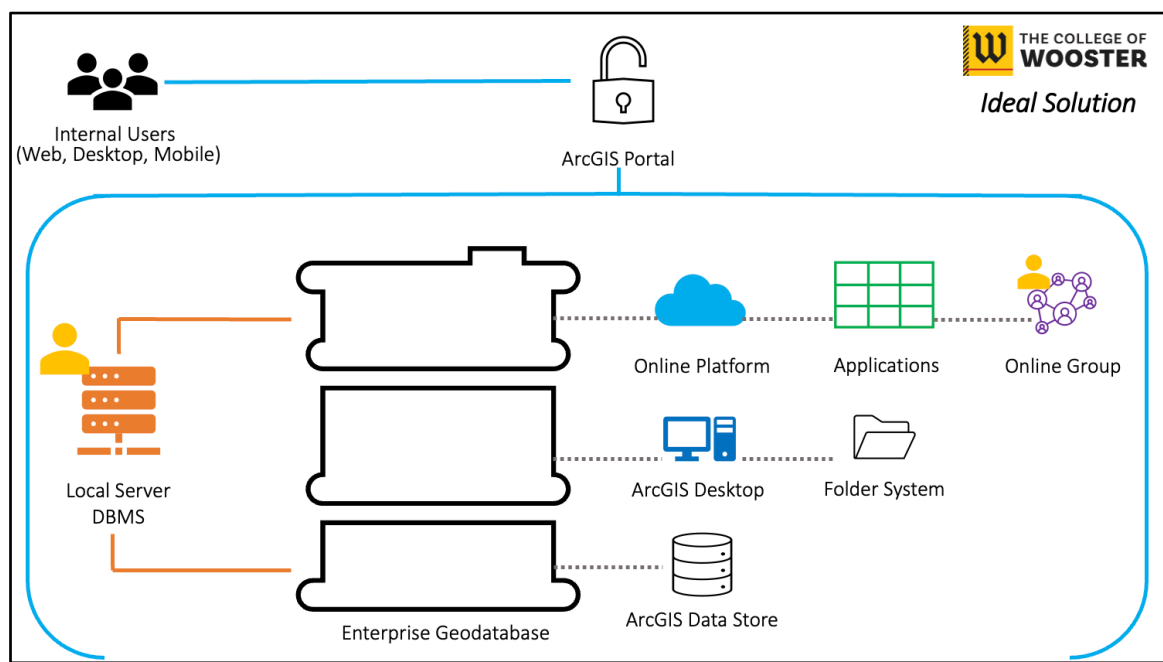 W THE COLLEGE OF
WOOSTER
Ideal Solution
Internal Users
(Web, Desktop, Mobile)
ArcGIS Portal
Online Platform
Applications
Online Group
Local Server
DBMS
ArcGIS Desktop
Folder System
Enterprise Geodatabase
ArcGIS Data Store